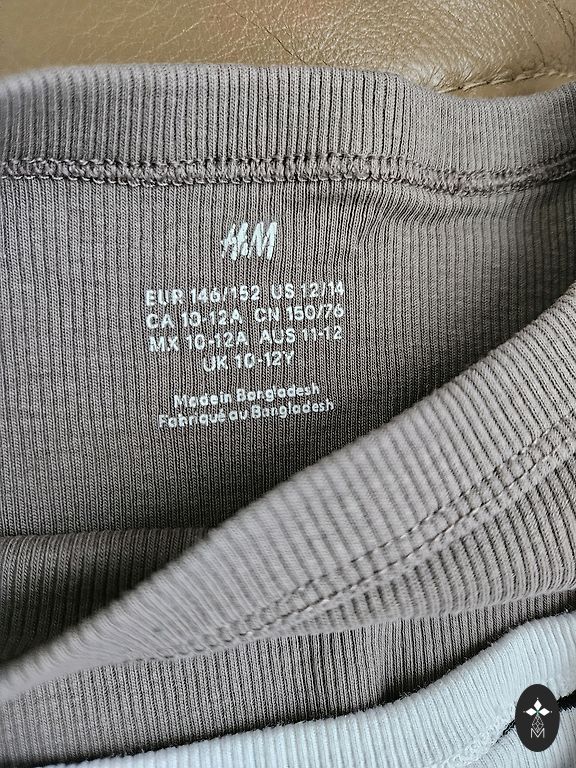 H&M
EUR 146/152 US 12/14
CA 10-12A CN 150/76
MX 10-12A AUS 11-12
UK 10-12Y
Made in Bangladesh
Fabriqué au Bangladesh
M